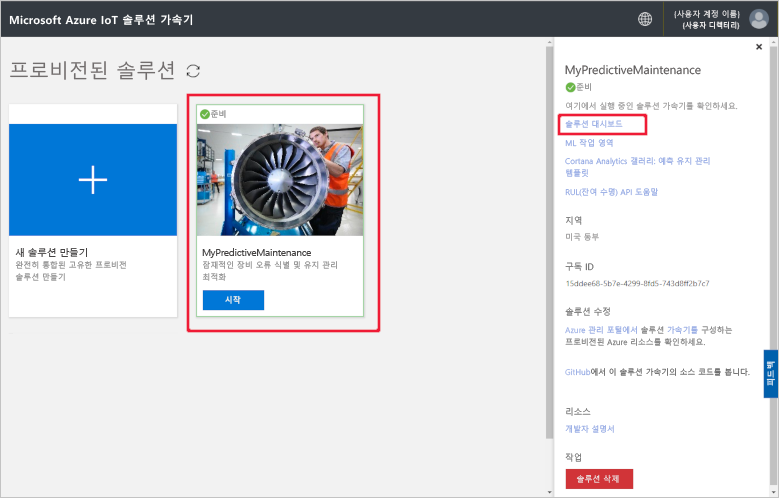 Microsoft Azure IoT 솔루션 가속기
(사용자 계정 이름)
(사용자 디렉터리)
프로비전된 솔루션
준비
새 솔루션 만들기
완전히 통합된 고유한 프로비전
솔루션 만들기
MyPredictiveMaintenance
잠재적인 장비 오류 식별 및 유지 관리
최적화
시작
MyPredictiveMaintenance
준비
여기에서 실행 중인 솔루션 가속기를 확인하세요.
솔루션 대시보드
ML 작업 영역
Cortana Analytics 갤러리: 예측 유지 관리
템플릿
RUL(잔여 수명) API 도움말
지역
미국 동부
구독 ID
15ddee68-5b7e-4299-8fd5-743d8ff2b7c7
솔루션 수정
Azure 관리 포털에서 솔루션 가속기를 구성하는
프로비전된 Azure 리소스를 확인하세요.
GitHub에서 이 솔루션 가속기의 소스 코드를 봅니다.
피드백
리소스
개발자 설명서
작업
솔루션 삭제